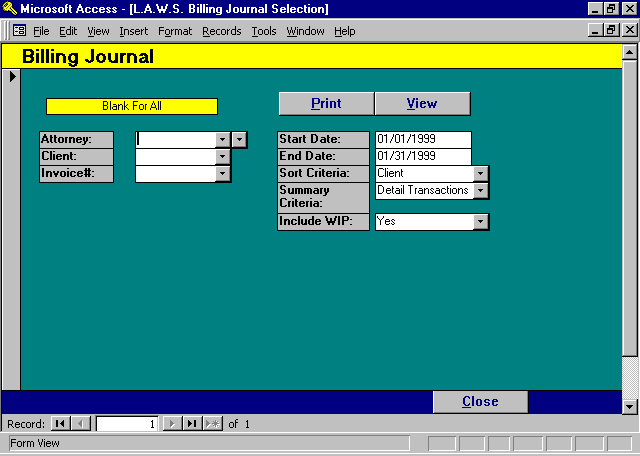 Microsoft Access - [L.A.W.S. Billing Journal Selection]
File Edit View Insert Format Records Tools Window Help
Billing Journal
Blank For All
Print View
Attorney:
Client:
Invoice#:
Start Date: 01/01/1999
End Date: 01/31/1999
Sort Criteria: Client
Summary Criteria: Detail Transactions
Include WIP: Yes
Close
Record: 1 of 1
Form View